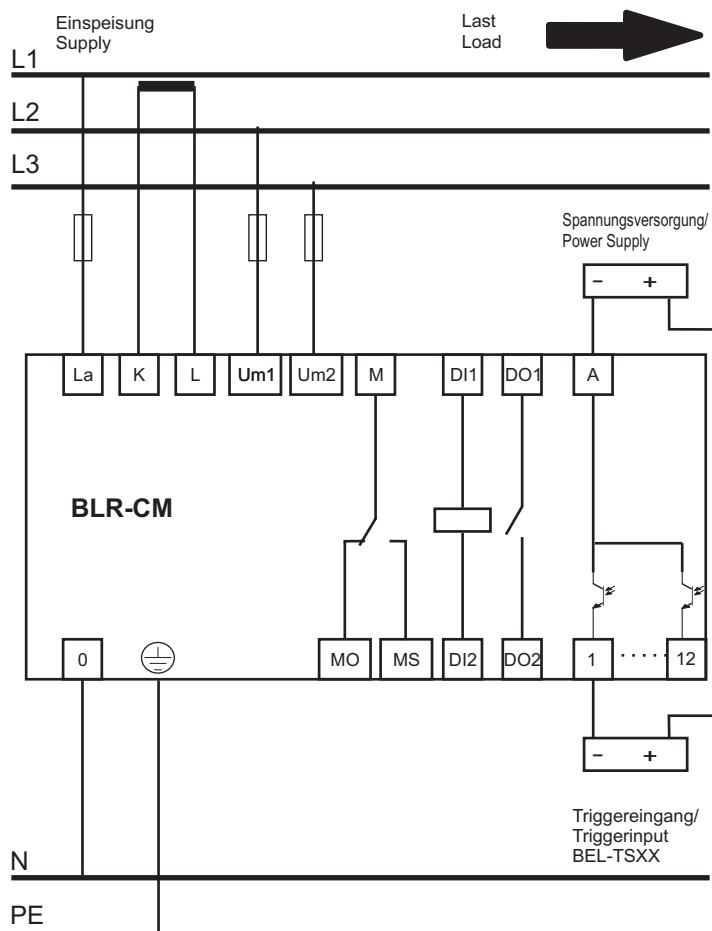 Einspeisung
Supply
Last
Load
L1
L2
L3
Spannungsversorgung/
Power Supply
- +
La K L Um1 Um2 M DI1 DO1 A
BLR-CM
0 MO MS DI2 DO2 1 ..... 12
- +
Triggereingang/
Triggerinput
BEL-TSXX
N
PE